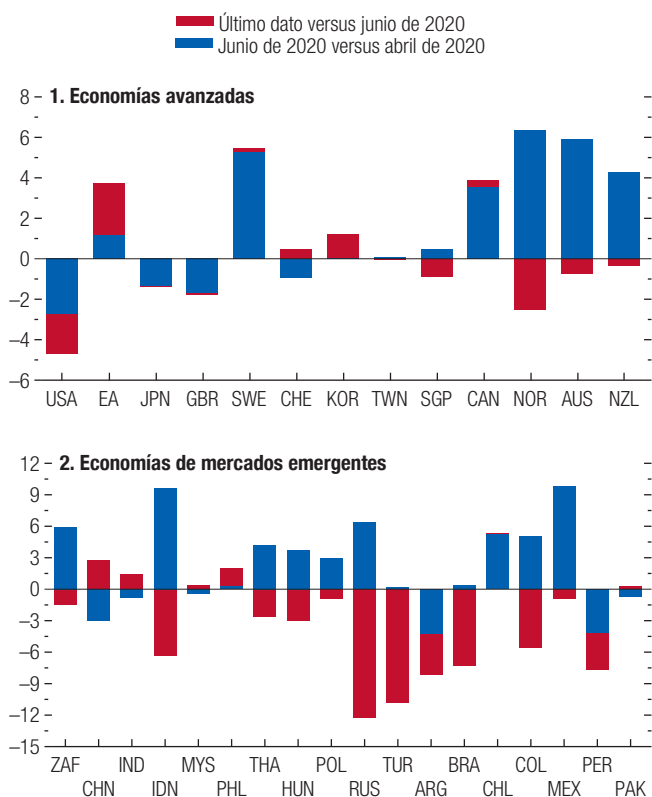 Último dato versus junio de 2020
Junio de 2020 versus abril de 2020
1. Economías avanzadas
8
6
4
2
0
−2
−4
−6
USA EA JPN GBR SWE CHE KOR TWN SGP CAN NOR AUS NZL
2. Economías de mercados emergentes
12
9
6
3
0
−3
−6
−9
−12
−15
ZAF IND MYS THA POL TUR BRA COL PER
CHN IDN PHL HUN RUS ARG CHL MEX PAK